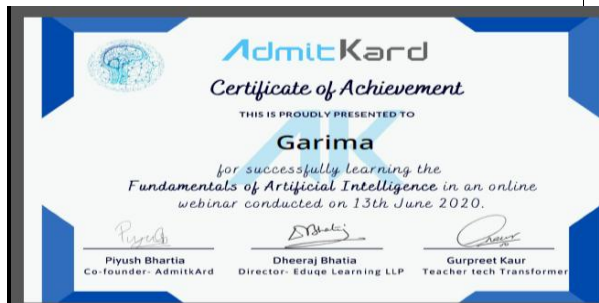 AdmitKard
Certificate of Achievement
THIS IS PROUDLY PRESENTED TO
Garima
for successfully learning the
Fundamentals of Artificial Intelligence in an online
webinar conducted on 13th June 2020.
Piyush Bhartia
Co-founder- AdmitKArd
Dheeraj Bhatia
Director- Eduqe Learning LLP
Gurpreet Kaur
Teacher tech Transformer